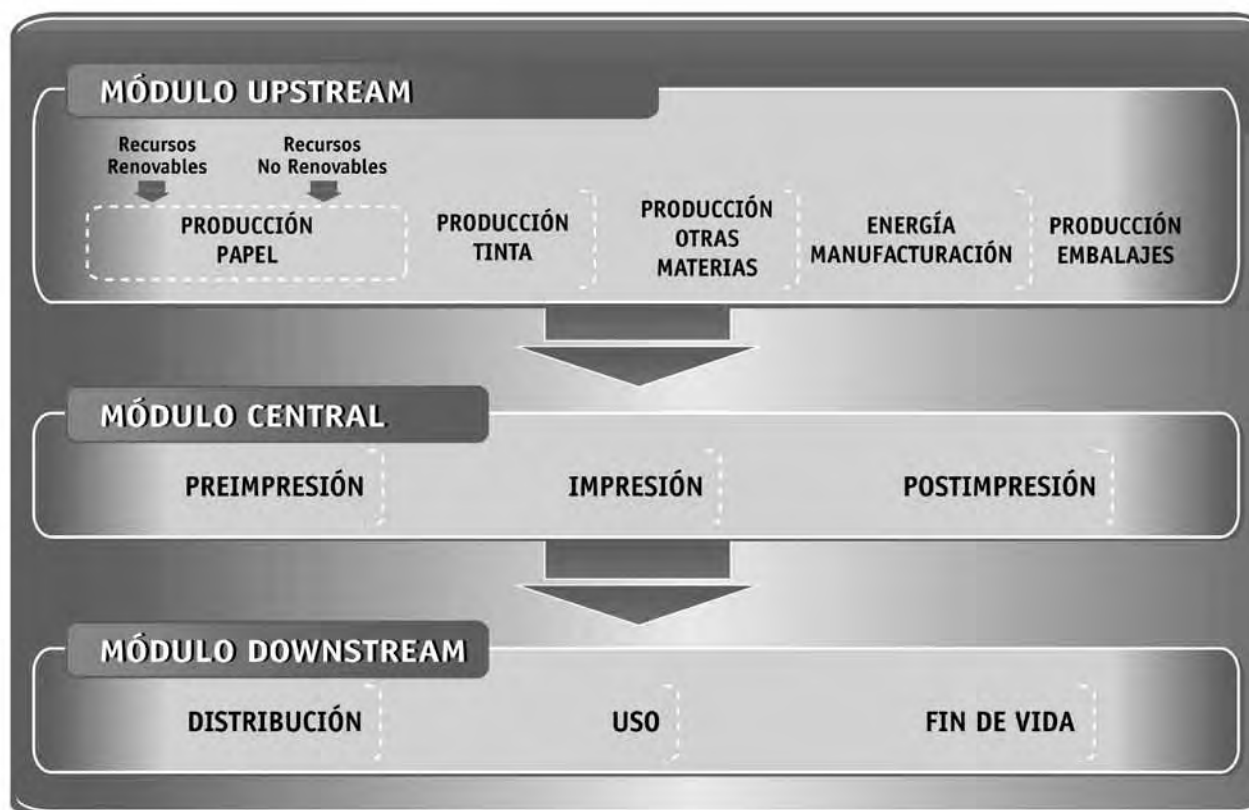 MÓDULO UPSTREAM
Recursos
Renovables
Recursos
No Renovables
PRODUCCIÓN
PAPEL
PRODUCCIÓN
TINTA
PRODUCCIÓN
OTRAS
MATERIAS
ENERGÍA
MANUFACTURACIÓN
PRODUCCIÓN
EMBALAJES
MÓDULO CENTRAL
PREIMPRESIÓN
IMPRESIÓN
POSTIMPRESIÓN
MÓDULO DOWNSTREAM
DISTRIBUCIÓN
USO
FIN DE VIDA